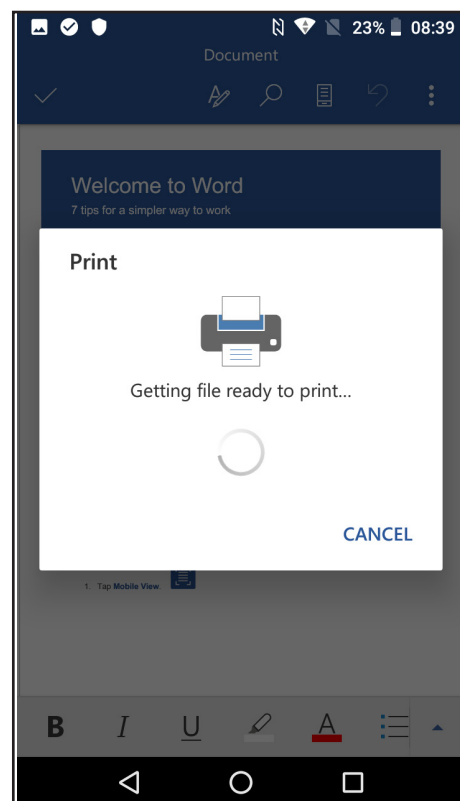 23% 08:39
Document
Welcome to Word
7 tips for a simpler way to work
Print
Getting file ready to print...
CANCEL
1. Tap Mobile View.
B I U A